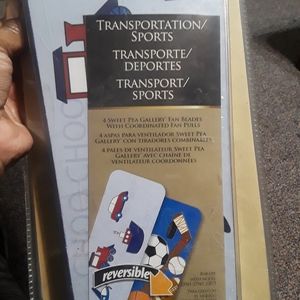 TRANSPORTATION/
SPORTS
TRANSPORTE/
DEPORTES
TRANSPORT/
SPORTS
4 SWEET PEA GALLERY FAN BLADES
WITH COORDINATED FAN PULLS
4 ASPAS PARA VENTILADOR SWEET PEA
GALLERY CON TIRADORES COMBINABLES
4 PALES DE VENTILATEUR SWEET PEA
GALLERY AVEC CHAÎNE DE
VENTILATEUR COORDONNÉES
reversible